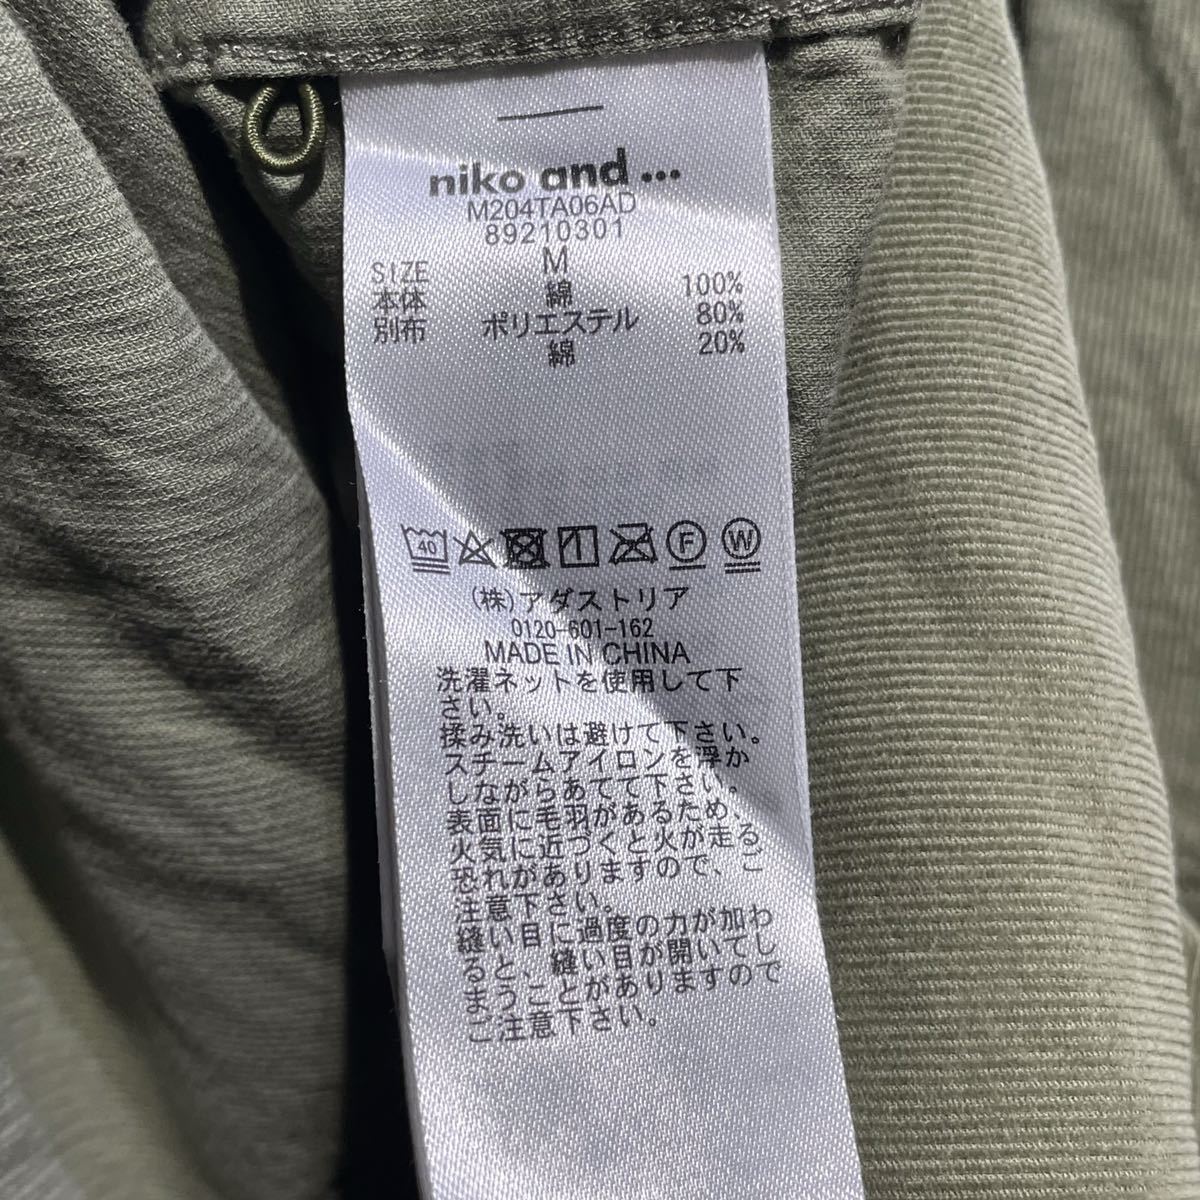 niko and ...
M204TA06AD
89210301
SIZE M
本体 綿 100%
別布 ポリエステル 80%
綿 20%
40 F W
(株)アダストリア
0120-601-162
MADE IN CHINA
洗濯ネットを使用して下
さい。
揉み洗いは避けて下さい。
スチームアイロンを浮か
しながらあてて下さい。
表面に毛羽があるため、
火気に近づくと火が走る
恐れがありますので、ご
注意下さい。
縫い目に過度の力が加わ
ると、縫い目が開いてし
まうことがありますので
ご注意下さい。